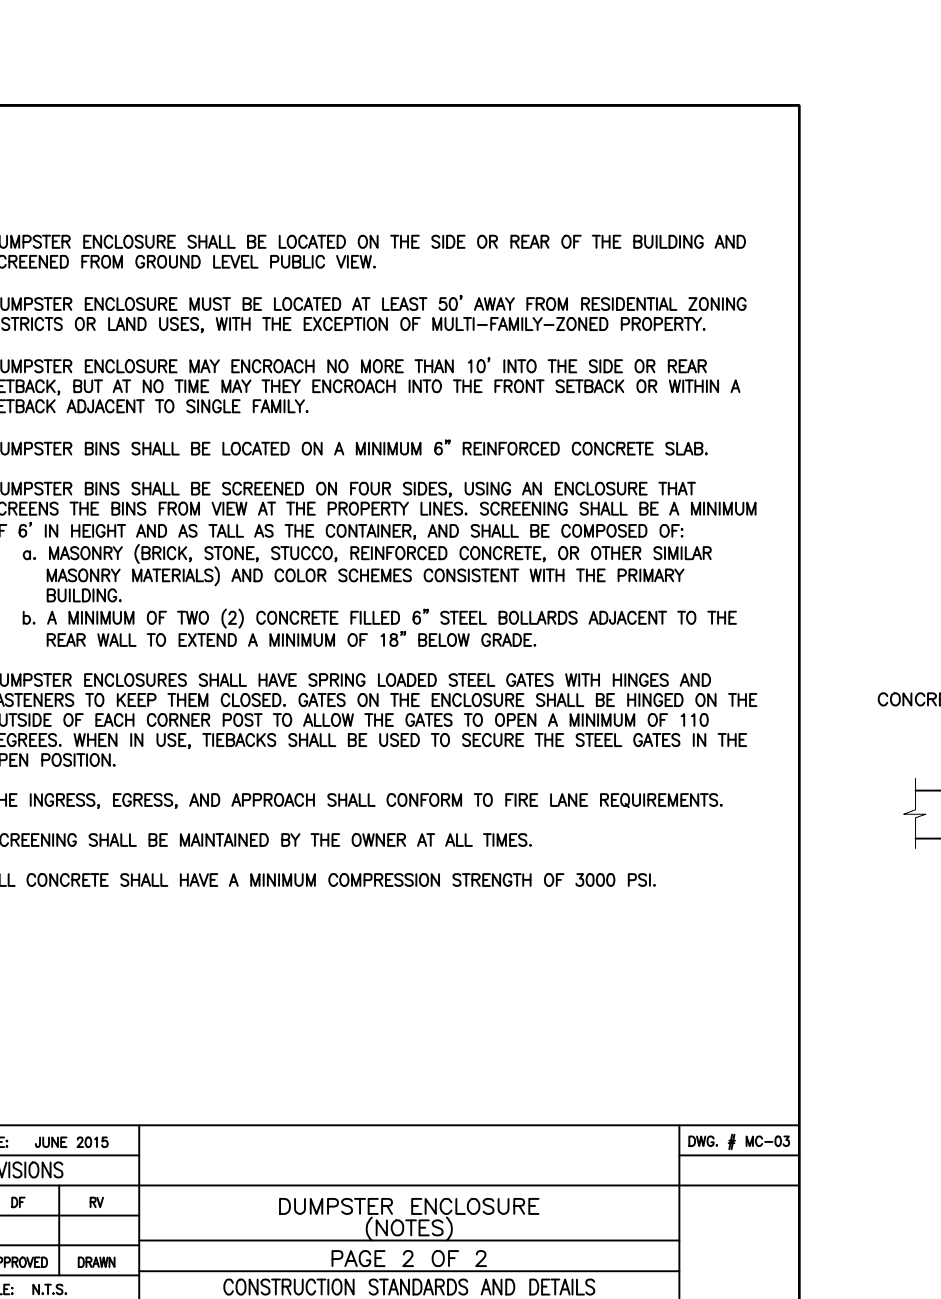 UMPSTER ENCLOSURE SHALL BE LOCATED ON THE SIDE OR REAR OF THE BUILDING AND
CREENED FROM GROUND LEVEL PUBLIC VIEW.
UMPSTER ENCLOSURE MUST BE LOCATED AT LEAST 50' AWAY FROM RESIDENTIAL ZONING
ISTRICTS OR LAND USES, WITH THE EXCEPTION OF MULTI-FAMILY-ZONED PROPERTY.
UMPSTER ENCLOSURE MAY ENCROACH NO MORE THAN 10' INTO THE SIDE OR REAR
ETBACK, BUT AT NO TIME MAY THEY ENCROACH INTO THE FRONT SETBACK OR WITHIN A
ETBACK ADJACENT TO SINGLE FAMILY.
UMPSTER BINS SHALL BE LOCATED ON A MINIMUM 6" REINFORCED CONCRETE SLAB.
UMPSTER BINS SHALL BE SCREENED ON FOUR SIDES, USING AN ENCLOSURE THAT
CREENS THE BINS FROM VIEW AT THE PROPERTY LINES. SCREENING SHALL BE A MINIMUM
F 6' IN HEIGHT AND AS TALL AS THE CONTAINER, AND SHALL BE COMPOSED OF:
a. MASONRY (BRICK, STONE, STUCCO, REINFORCED CONCRETE, OR OTHER SIMILAR
MASONRY MATERIALS) AND COLOR SCHEMES CONSISTENT WITH THE PRIMARY
BUILDING.
b. A MINIMUM OF TWO (2) CONCRETE FILLED 6" STEEL BOLLARDS ADJACENT TO THE
REAR WALL TO EXTEND A MINIMUM OF 18" BELOW GRADE.
UMPSTER ENCLOSURES SHALL HAVE SPRING LOADED STEEL GATES WITH HINGES AND
ASTENERS TO KEEP THEM CLOSED. GATES ON THE ENCLOSURE SHALL BE HINGED ON THE
UTSIDE OF EACH CORNER POST TO ALLOW THE GATES TO OPEN A MINIMUM OF 110
EGREES. WHEN IN USE, TIEBACKS SHALL BE USED TO SECURE THE STEEL GATES IN THE
PEN POSITION.
HE INGRESS, EGRESS, AND APPROACH SHALL CONFORM TO FIRE LANE REQUIREMENTS.
CREENING SHALL BE MAINTAINED BY THE OWNER AT ALL TIMES.
LL CONCRETE SHALL HAVE A MINIMUM COMPRESSION STRENGTH OF 3000 PSI.
CONCRE
E: JUNE 2015
VISIONS
DF RV
PPROVED DRAWN
LE: N.T.S.
DUMPSTER ENCLOSURE
(NOTES)
PAGE 2 OF 2
CONSTRUCTION STANDARDS AND DETAILS
DWG. # MC-03